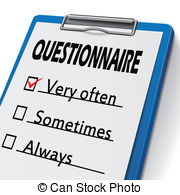 QUESTIONNAIRE
Very often
Sometimes
Always
© Can Stock Photo